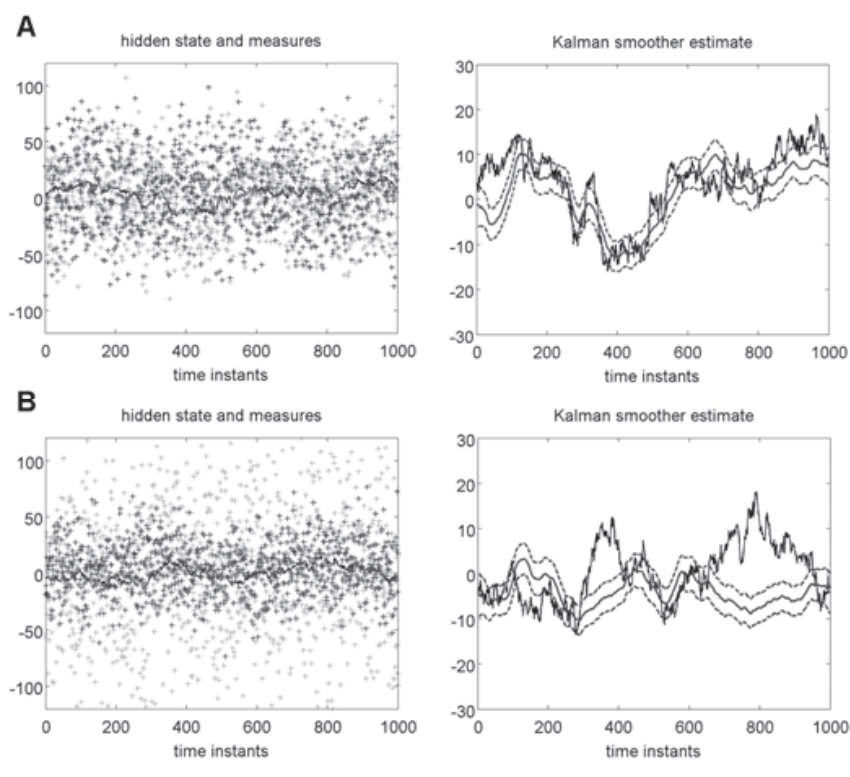 A
hidden state and measures
100
50
0
-50
-100
0 200 400 600 800 1000
time instants
Kalman smoother estimate
30
20
10
0
-10
-20
-30
0 200 400 600 800 1000
time instants
B
hidden state and measures
100
50
0
-50
-100
0 200 400 600 800 1000
time instants
Kalman smoother estimate
30
20
10
0
-10
-20
-30
0 200 400 600 800 1000
time instants